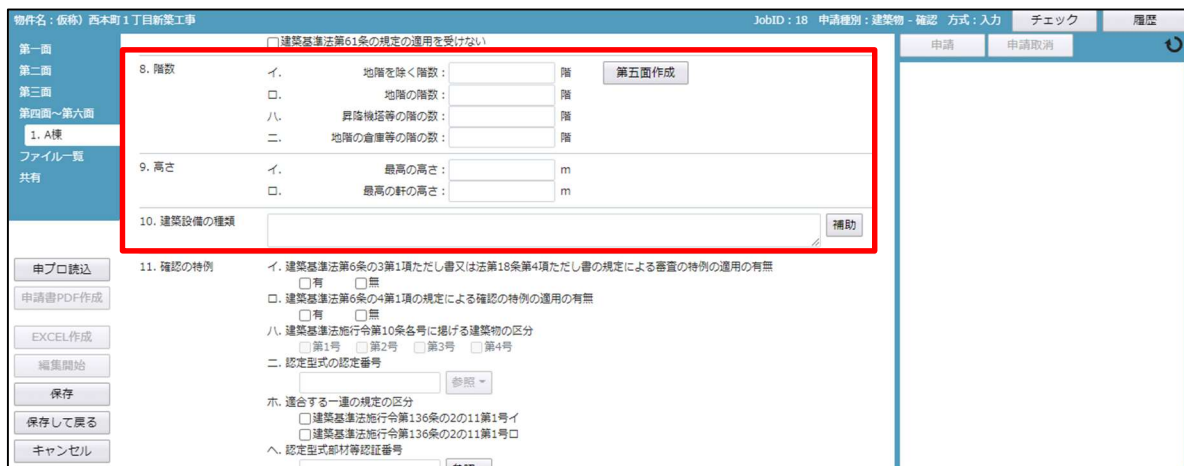 物件名：仮称）西本町１丁目新築工事 JobID：18 申請種別：建築物 - 確認 方式：入力 チェック 履歴
第一面
第二面
第三面
第四面～第六面
1. A棟
ファイル一覧
共有
申プロ読込
申請書PDF作成
EXCEL作成
編集開始
保存
保存して戻る
キャンセル
□建築基準法第61条の規定の適用を受けない
8. 階数 イ. 地階を除く階数： 階 第五面作成
ロ. 地階の階数： 階
ハ. 昇降機塔等の階の数： 階
ニ. 地階の倉庫等の階の数： 階
9. 高さ イ. 最高の高さ： m
ロ. 最高の軒の高さ： m
10. 建築設備の種類 補助
11. 確認の特例 イ. 建築基準法第6条の3第1項ただし書又は法第18条第4項ただし書の規定による審査の特例の適用の有無
□有 □無
ロ. 建築基準法第6条の4第1項の規定による確認の特例の適用の有無
□有 □無
ハ. 建築基準法施行令第10条各号に掲げる建築物の区分
□第1号 □第2号 □第3号 □第4号
ニ. 認定型式の認定番号
参照
ホ. 適合する一連の規定の区分
□建築基準法施行令第136条の2の11第1号イ
□建築基準法施行令第136条の2の11第1号ロ
ヘ. 認定型式部材等認証番号
申請 申請取消